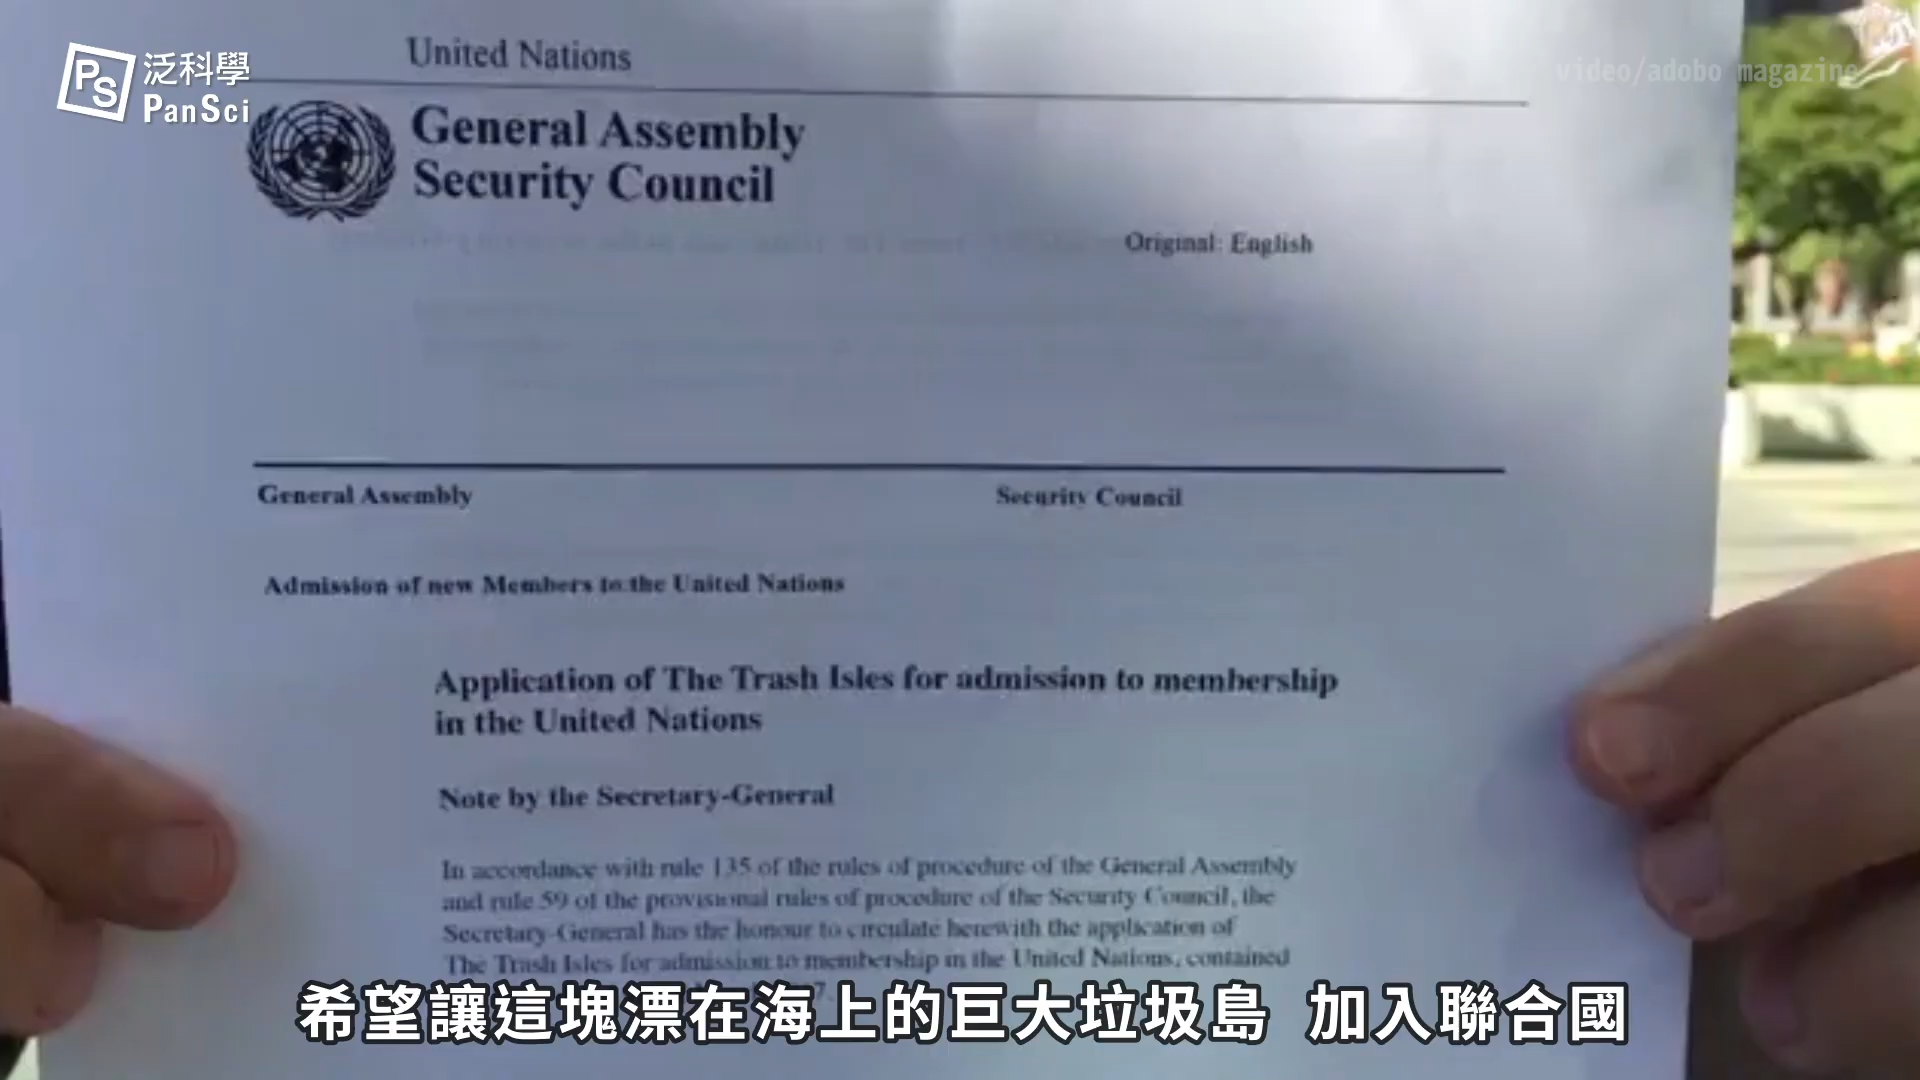 泛科學
PanSci
video/adobo magazine
United Nations
General Assembly
Security Council
Original: English
General Assembly
Security Council
Admission of new Members to the United Nations
Application of The Trash Isles for admission to membership
in the United Nations
Note by the Secretary-General
In accordance with rule 135 of the rules of procedure of the General Assembly
and rule 59 of the provisional rules of procedure of the Security Council, the
Secretary-General has the honour to circulate herewith the application of
The Trash Isles for admission to membership in the United Nations, contained
希望讓這塊漂在海上的巨大垃圾島 加入聯合國